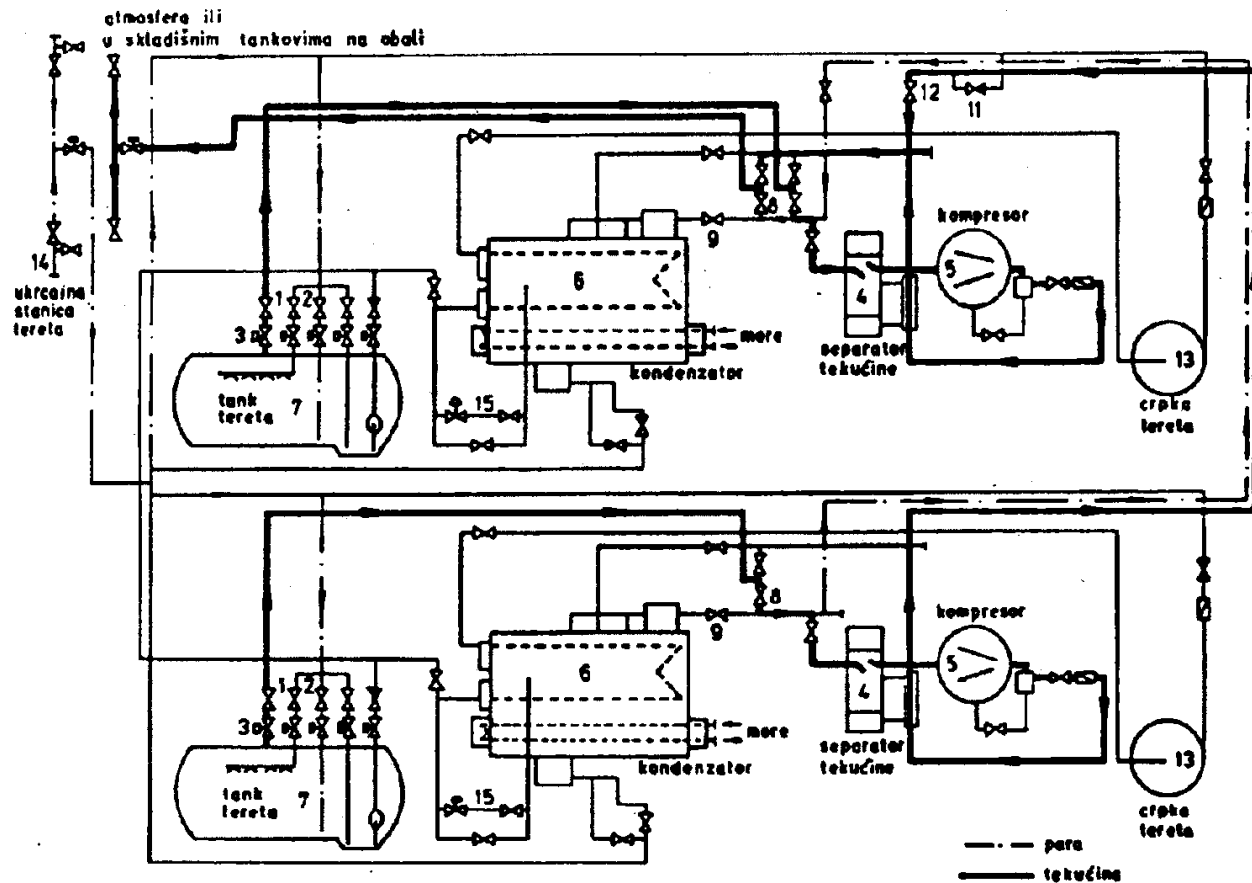 atmosfera ili
u skladišnim tankovima na obali
12
11
8
kompresor
9
14
6
5
ukrcajna
stanica
tereta
1
2
4
3
more
13
separator
tekućine
kondenzator
tank
tereta
7
15
crpka
tereta
8
kompresor
9
6
5
1
2
4
3
more
separator
tekućine
13
kondenzator
tank
tereta
7
15
crpka
tereta
para
tekućina